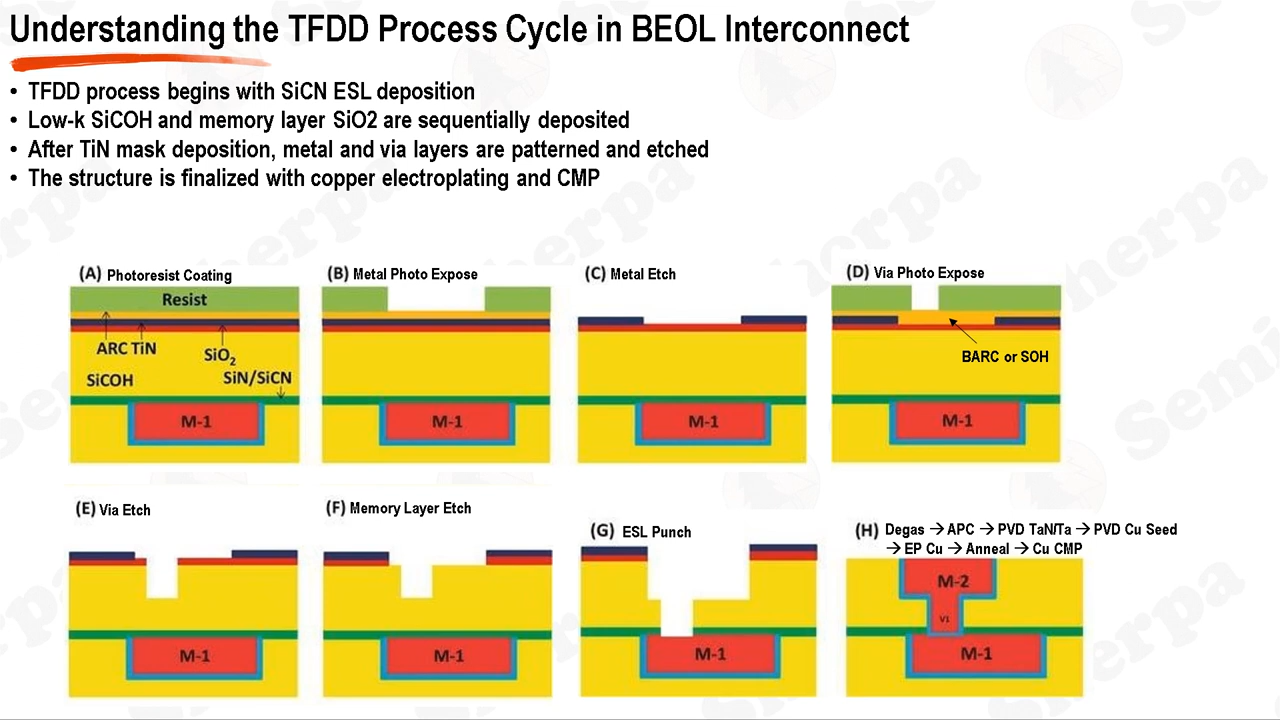 Understanding the TFDD Process Cycle in BEOL Interconnect
• TFDD process begins with SiCN ESL deposition
• Low-k SiCOH and memory layer SiO2 are sequentially deposited
• After TiN mask deposition, metal and via layers are patterned and etched
• The structure is finalized with copper electroplating and CMP
(A) Photoresist Coating
Resist
ARC TiN
SiO₂
SiCOH
SiN/SiCN
M-1
(B) Metal Photo Expose
M-1
(C) Metal Etch
M-1
(D) Via Photo Expose
BARC or SOH
M-1
(E) Via Etch
M-1
(F) Memory Layer Etch
M-1
(G) ESL Punch
M-1
(H) Degas → APC → PVD TaN/Ta → PVD Cu Seed
→ EP Cu → Anneal → Cu CMP
M-2
V1
M-1
Semi
Sherpa